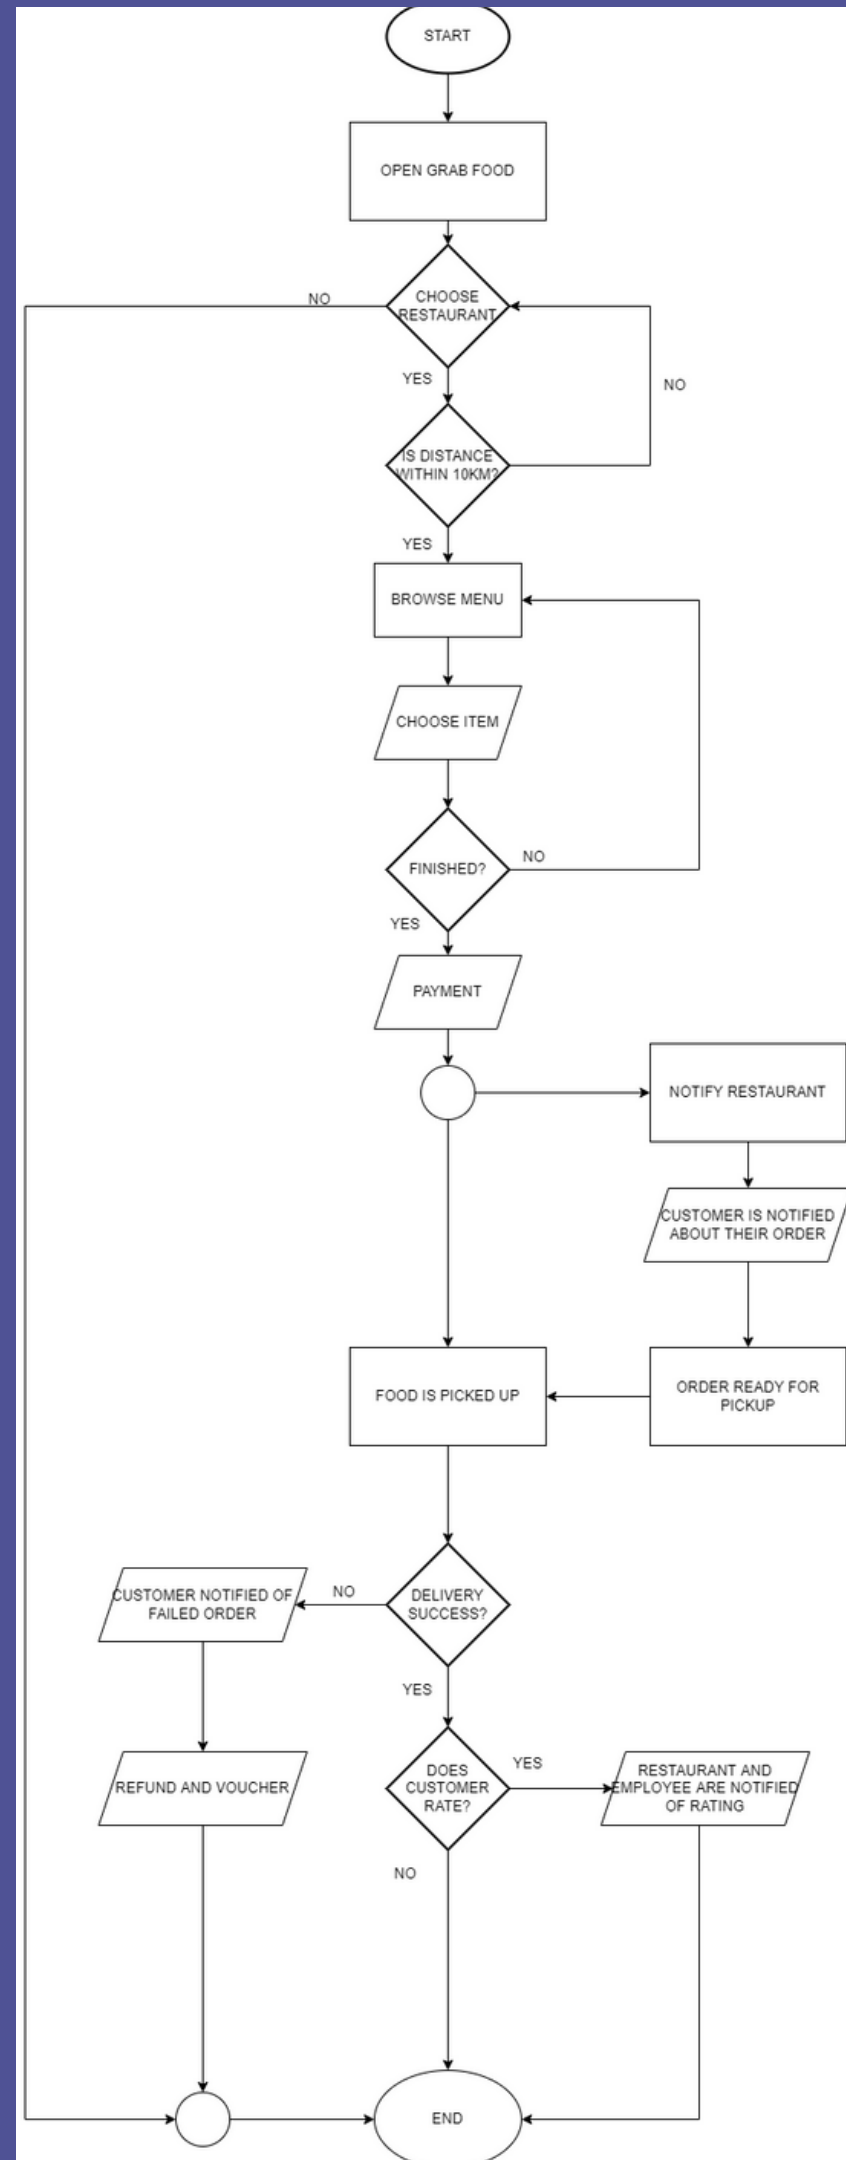 START
OPEN GRAB FOOD
CHOOSE
RESTAURANT
NO
YES
NO
IS DISTANCE
WITHIN 10KM?
YES
BROWSE MENU
CHOOSE ITEM
FINISHED?
NO
YES
PAYMENT
NOTIFY RESTAURANT
CUSTOMER IS NOTIFIED
ABOUT THEIR ORDER
FOOD IS PICKED UP
ORDER READY FOR
PICKUP
CUSTOMER NOTIFIED OF
FAILED ORDER
NO
DELIVERY
SUCCESS?
YES
REFUND AND VOUCHER
DOES
CUSTOMER
RATE?
YES
RESTAURANT AND
EMPLOYEE ARE NOTIFIED
OF RATING
NO
END